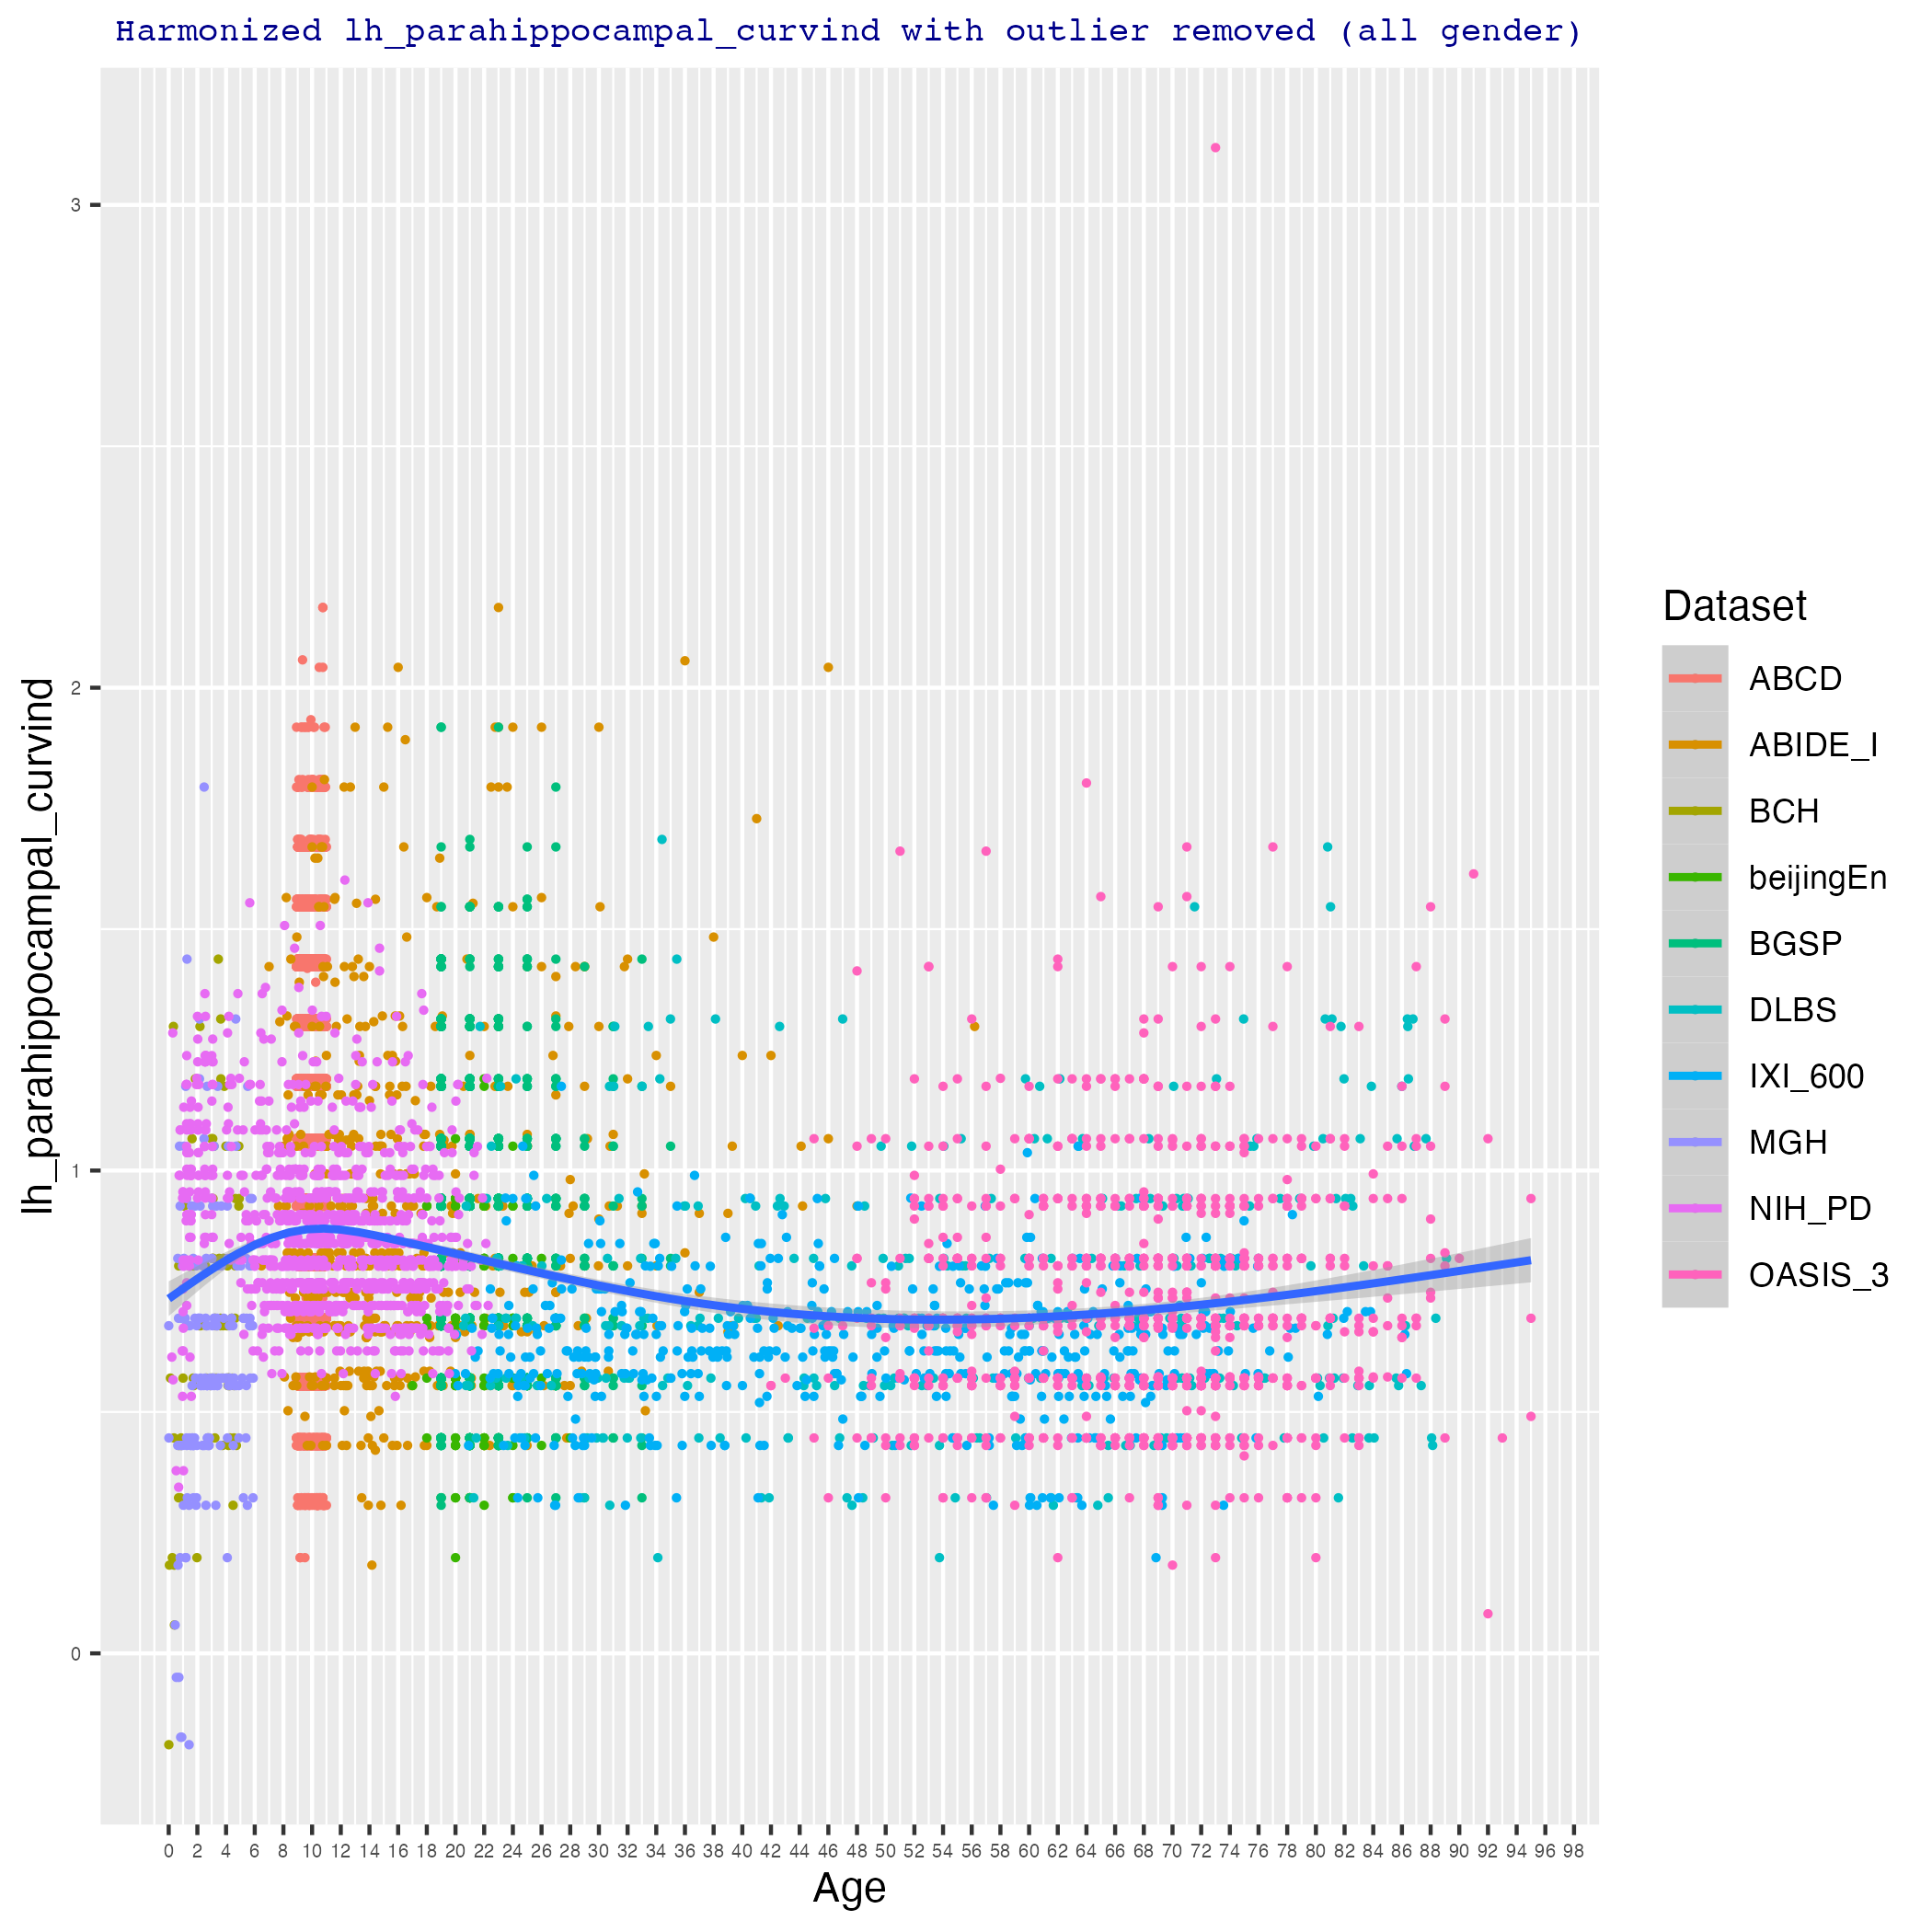 Harmonized lh_parahippocampal_curvind with outlier removed (all gender)
lh_parahippocampal_curvind
3
2
1
0
0 2 4 6 8 10 12 14 16 18 20 22 24 26 28 30 32 34 36 38 40 42 44 46 48 50 52 54 56 58 60 62 64 66 68 70 72 74 76 78 80 82 84 86 88 90 92 94 96 98
Age
Dataset
ABCD
ABIDE_I
BCH
beijingEn
BGSP
DLBS
IXI_600
MGH
NIH_PD
OASIS_3